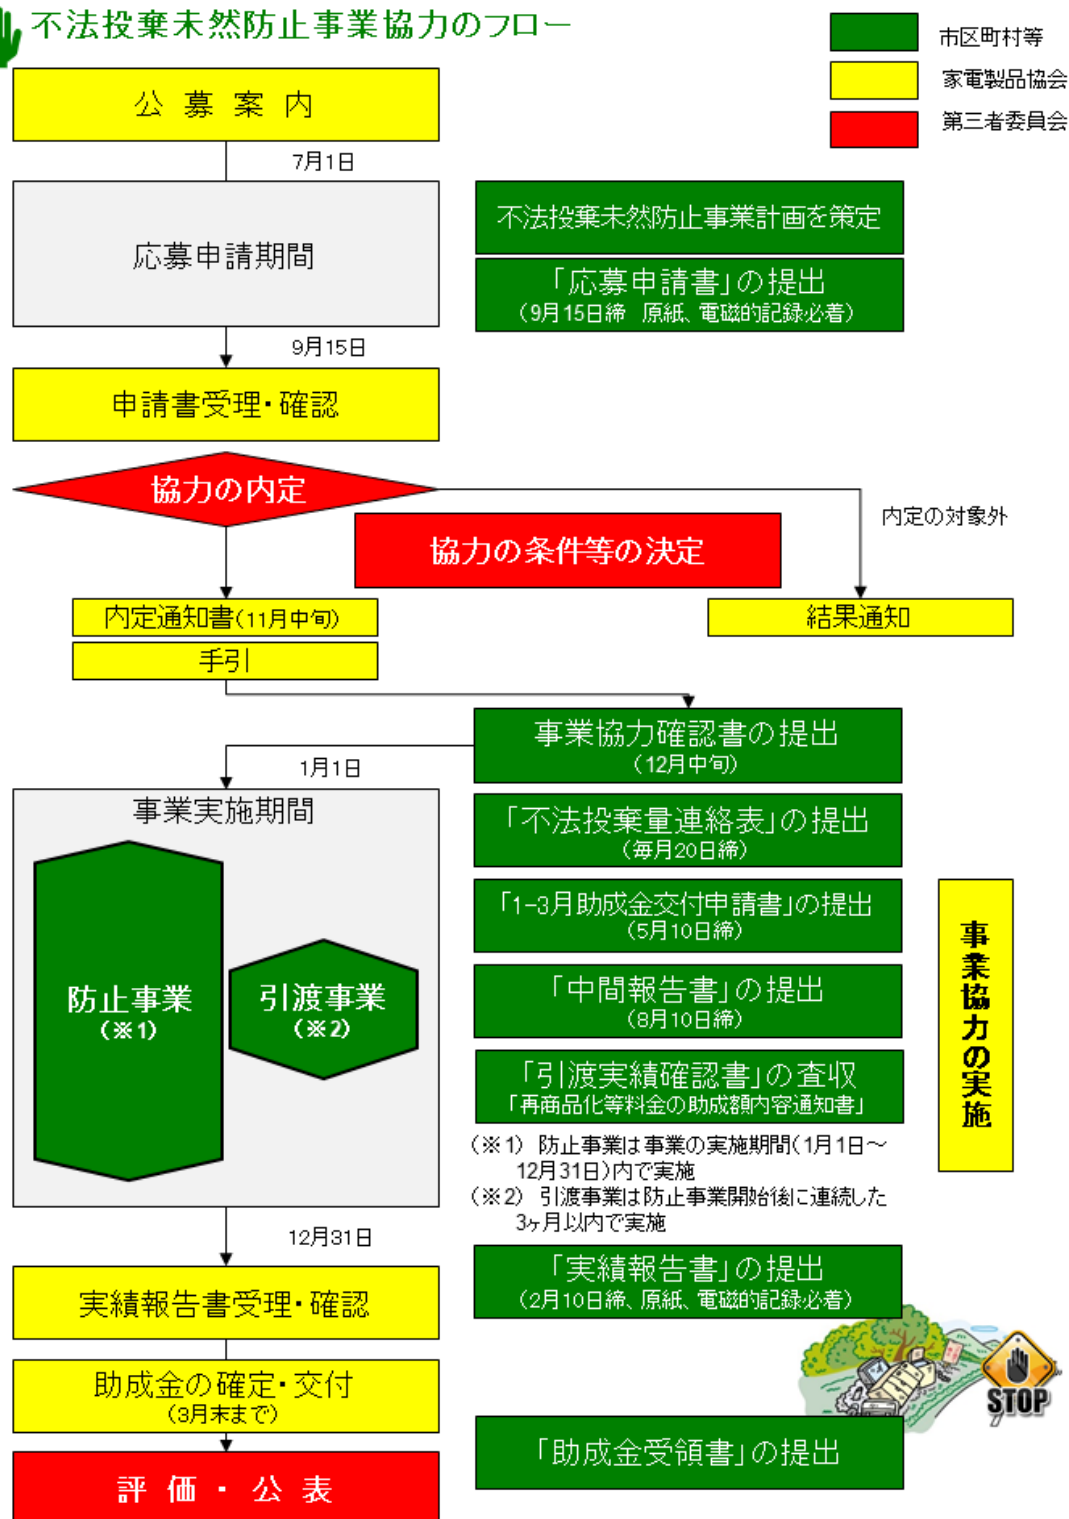 不法投棄未然防止事業協力のフロー
市区町村等
家電製品協会
第三者委員会
公募案内
7月1日
応募申請期間
不法投棄未然防止事業計画を策定
「応募申請書」の提出
（9月15日締　原紙、電磁的記録必着）
9月15日
申請書受理・確認
協力の内定
内定の対象外
協力の条件等の決定
内定通知書（11月中旬）
結果通知
手引
事業協力確認書の提出
（12月中旬）
1月1日
事業実施期間
「不法投棄量連絡表」の提出
（毎月20日締）
「1-3月助成金交付申請書」の提出
（5月10日締）
事業協力の実施
防止事業
（※1）
引渡事業
（※2）
「中間報告書」の提出
（8月10日締）
「引渡実績確認書」の査収
「再商品化等料金の助成額内容通知書」
（※1） 防止事業は事業の実施期間（1月1日～
12月31日）内で実施
（※2） 引渡事業は防止事業開始後に連続した
3ヶ月以内で実施
12月31日
「実績報告書」の提出
（2月10日締、原紙、電磁的記録必着）
実績報告書受理・確認
助成金の確定・交付
（3月末まで）
STOP
「助成金受領書」の提出
評価・公表